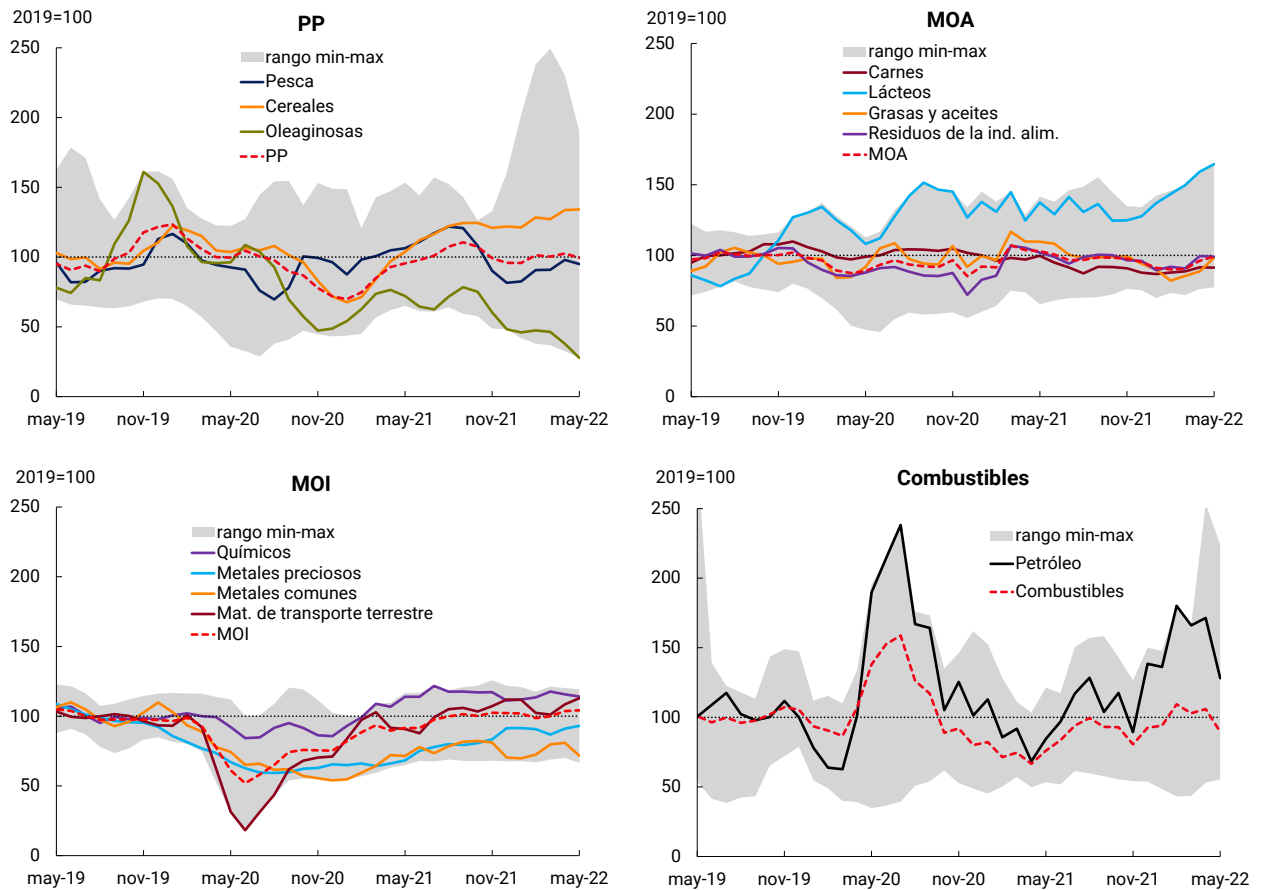 2019=100
PP
250
200
150
100
50
0
rango min-max
Pesca
Cereales
Oleaginosas
PP
may-19
nov-19
may-20
nov-20
may-21
nov-21
may-22
2019=100
MOA
250
200
150
100
50
0
rango min-max
Carnes
Lácteos
Grasas y aceites
Residuos de la ind. alim.
MOA
may-19
nov-19
may-20
nov-20
may-21
nov-21
may-22
2019=100
MOI
250
200
150
100
50
0
rango min-max
Químicos
Metales preciosos
Metales comunes
Mat. de transporte terrestre
MOI
may-19
nov-19
may-20
nov-20
may-21
nov-21
may-22
2019=100
Combustibles
250
200
150
100
50
0
rango min-max
Petróleo
Combustibles
may-19
nov-19
may-20
nov-20
may-21
nov-21
may-22